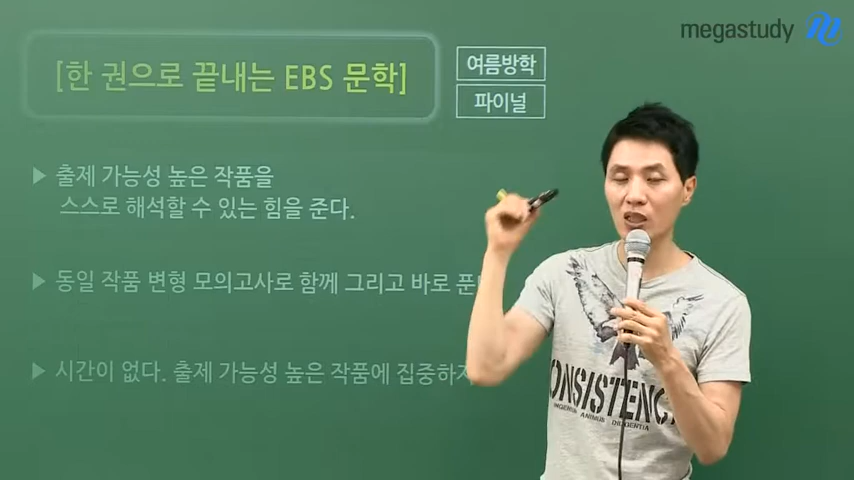 megastudy
[한 권으로 끝내는 EBS 문학]
여름방학
파이널
▶ 출제 가능성 높은 작품을
스스로 해석할 수 있는 힘을 준다.
▶ 동일 작품 변형 모의고사로 함께 그리고 바로 푼
▶ 시간이 없다. 출제 가능성 높은 작품에 집중하
CONSISTENC
ANIMUS
DILIGENTIA